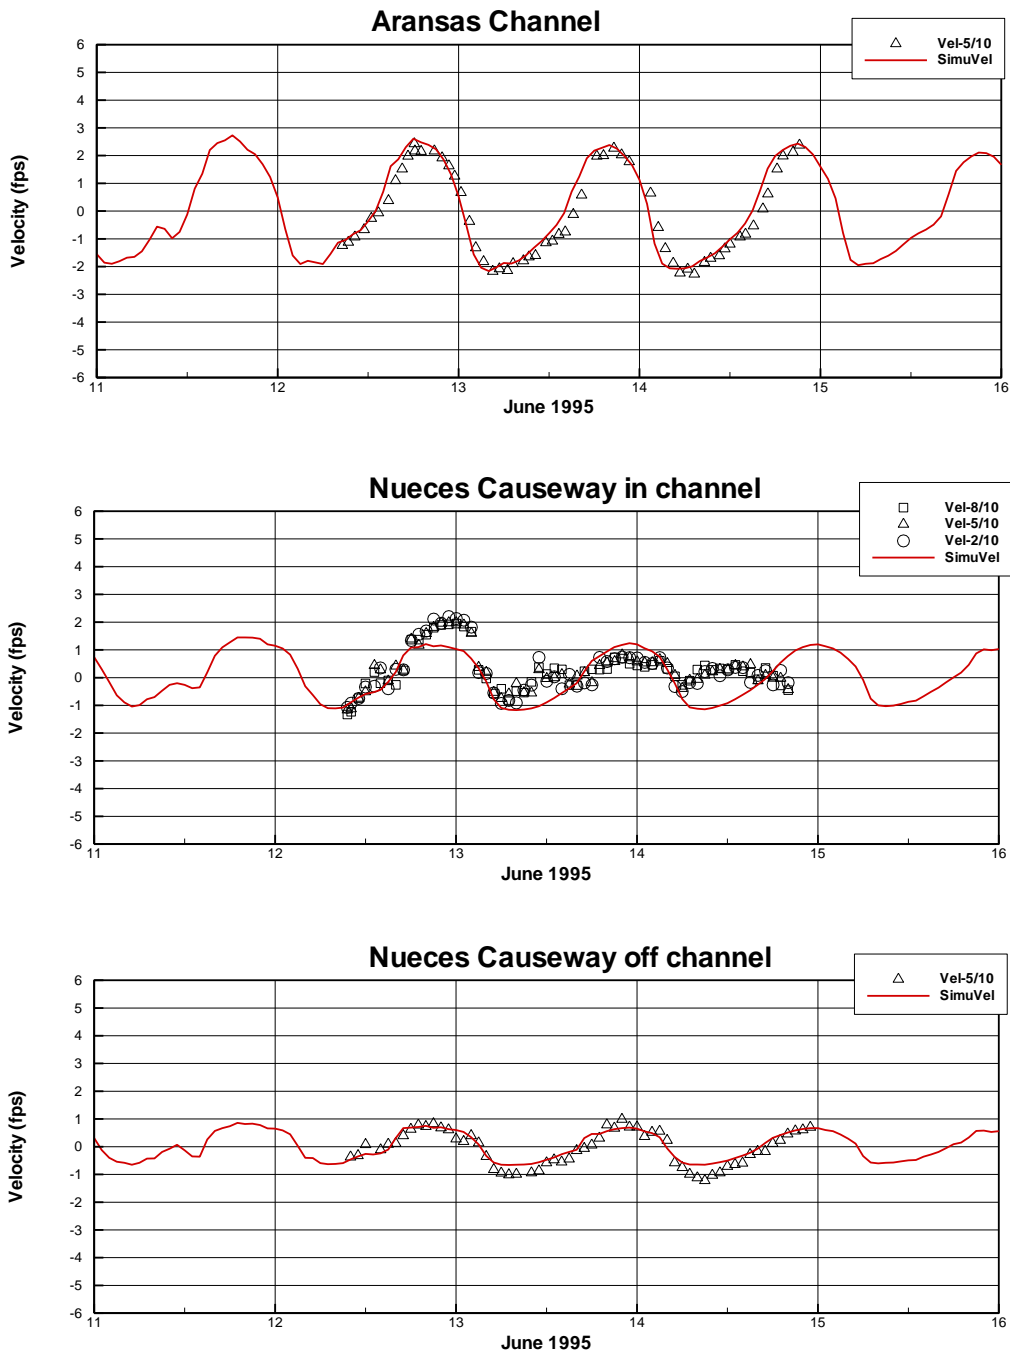 Aransas Channel
Vel-5/10
SimuVel
6
5
4
3
2
1
0
-1
-2
-3
-4
-5
-6
Velocity (fps)
11 12 13 14 15 16
June 1995
Nueces Causeway in channel
Vel-8/10
Vel-5/10
Vel-2/10
SimuVel
6
5
4
3
2
1
0
-1
-2
-3
-4
-5
-6
Velocity (fps)
11 12 13 14 15 16
June 1995
Nueces Causeway off channel
Vel-5/10
SimuVel
6
5
4
3
2
1
0
-1
-2
-3
-4
-5
-6
Velocity (fps)
11 12 13 14 15 16
June 1995